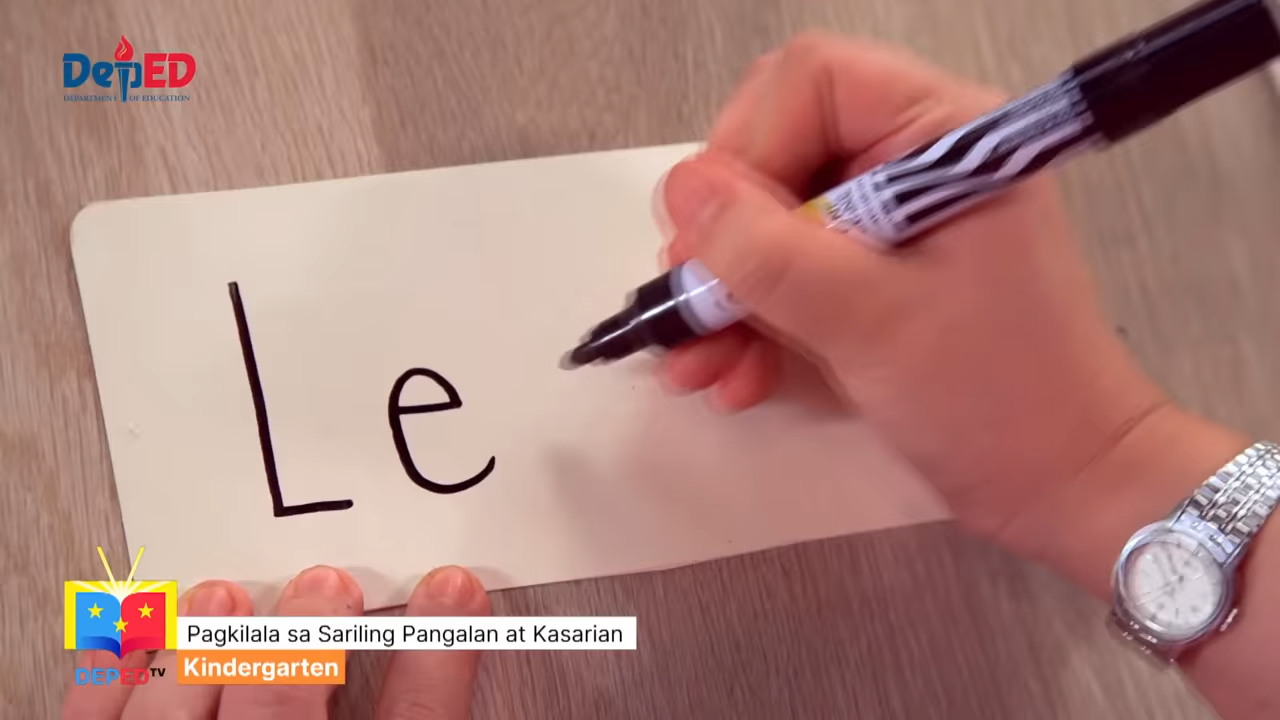 DepED
DEPARTMENT OF EDUCATION
Le
Pagkilala sa Sariling Pangalan at Kasarian
Kindergarten
DEPED TV